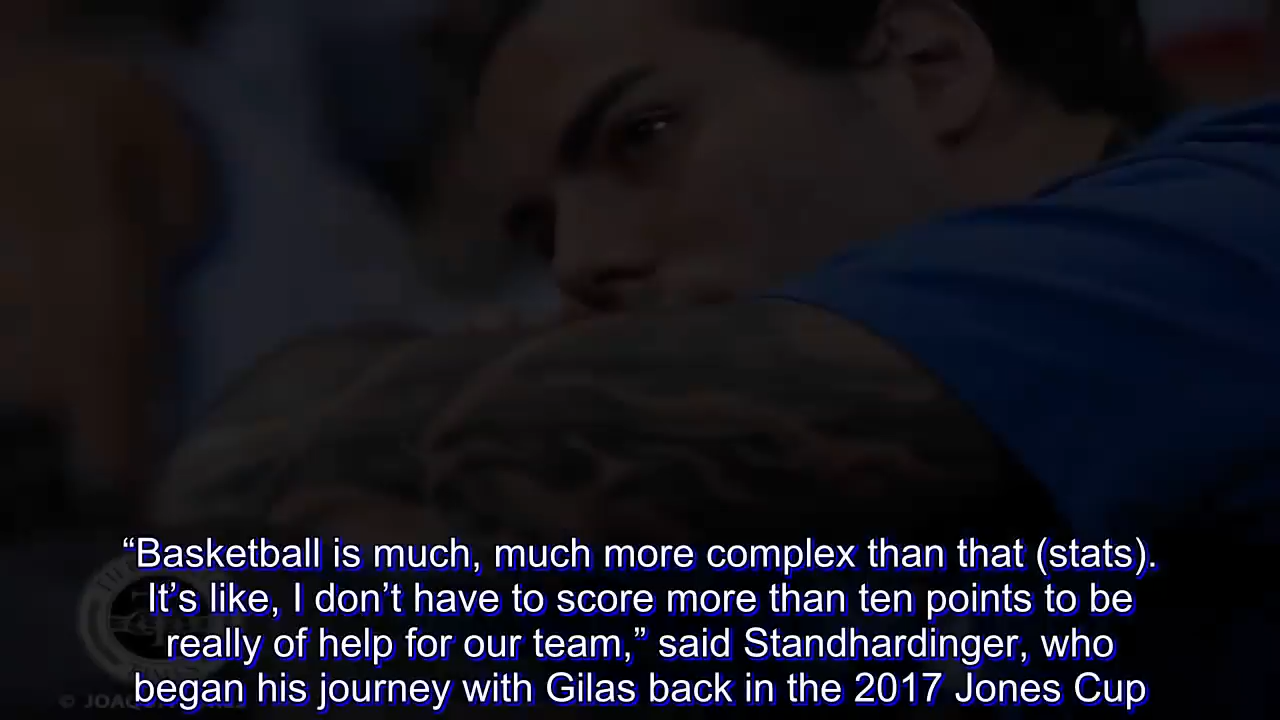 “Basketball is much, much more complex than that (stats).
It’s like, I don’t have to score more than ten points to be
really of help for our team,” said Standhardinger, who
began his journey with Gilas back in the 2017 Jones Cup